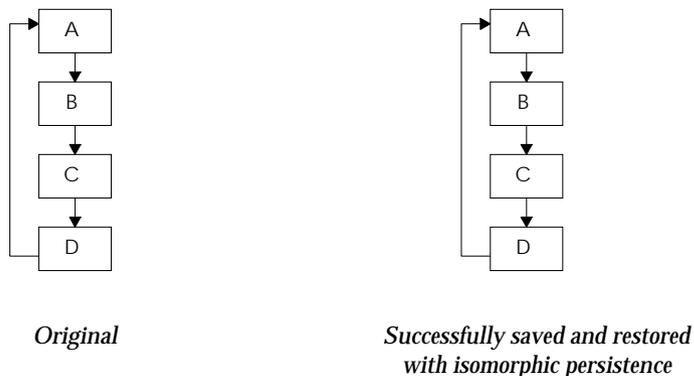 A
B
C
D
Original
A
B
C
D
Successfully saved and restored
with isomorphic persistence